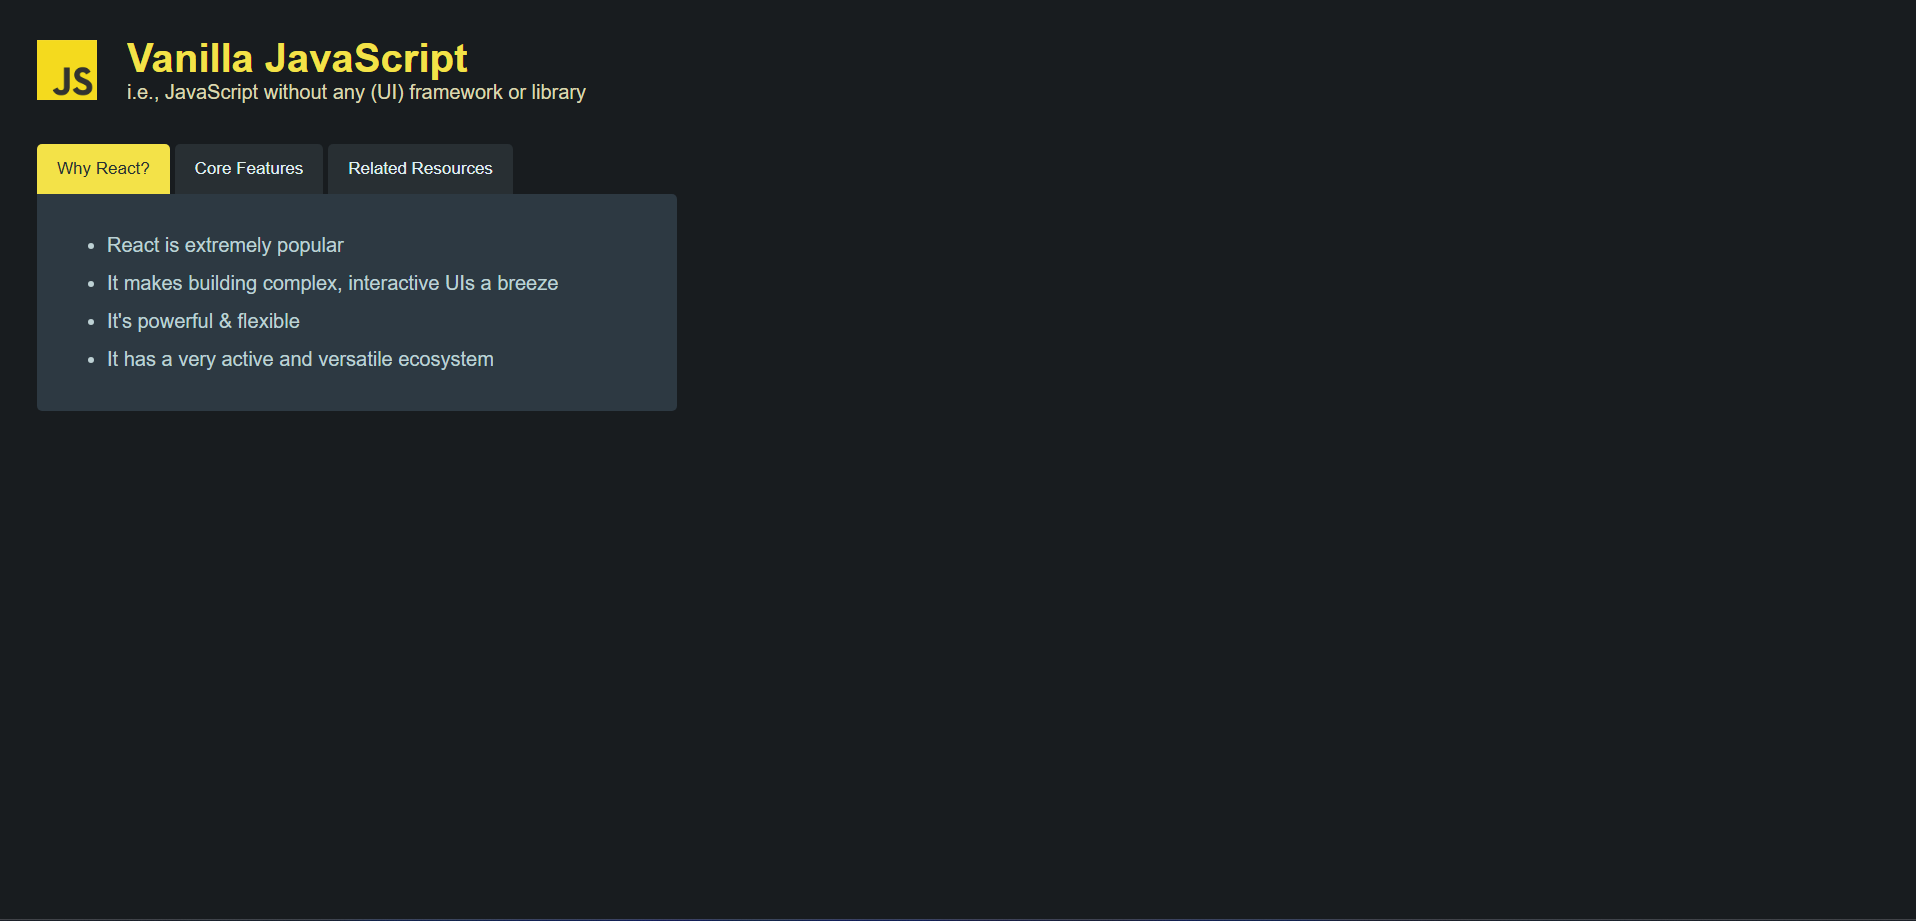 JS
Vanilla JavaScript
i.e., JavaScript without any (UI) framework or library
Why React? Core Features Related Resources
React is extremely popular
It makes building complex, interactive UIs a breeze
It's powerful & flexible
It has a very active and versatile ecosystem